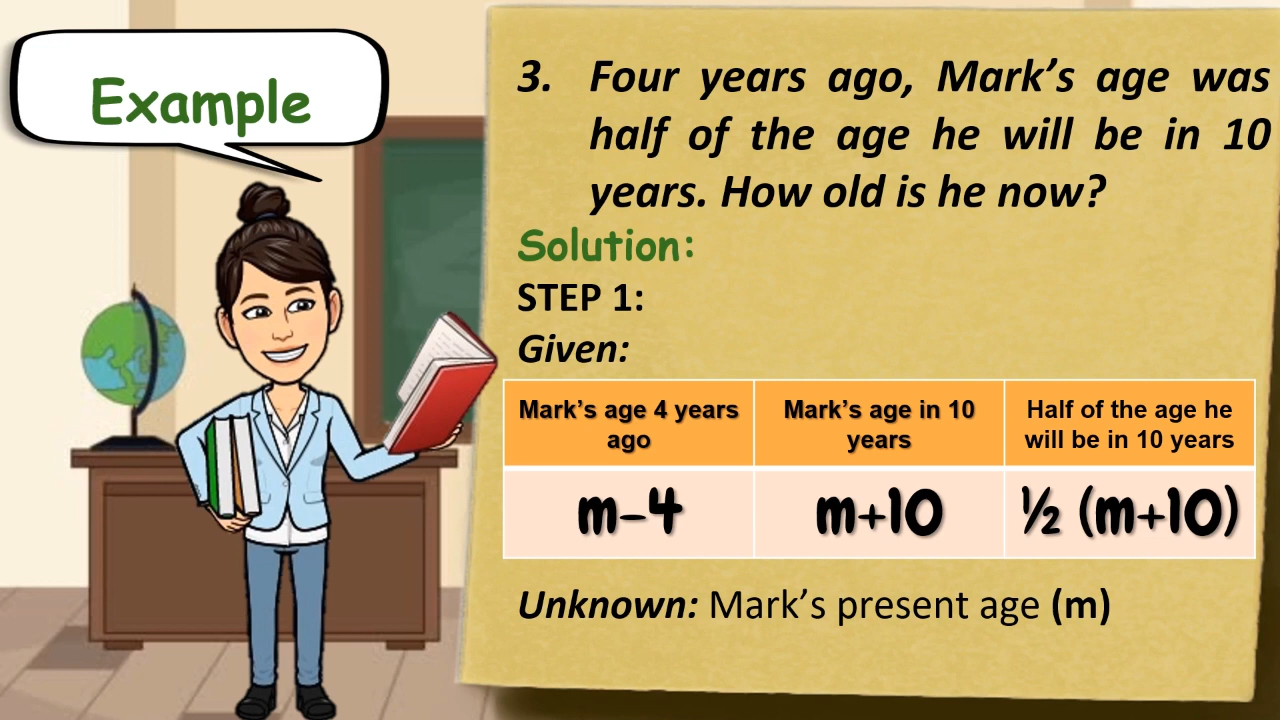 Example
3. Four years ago, Mark’s age was
half of the age he will be in 10
years. How old is he now?
Solution:
STEP 1:
Given:
Mark’s age 4 years
ago
Mark’s age in 10
years
Half of the age he
will be in 10 years
m-4
m+10
½ (m+10)
Unknown: Mark’s present age (m)